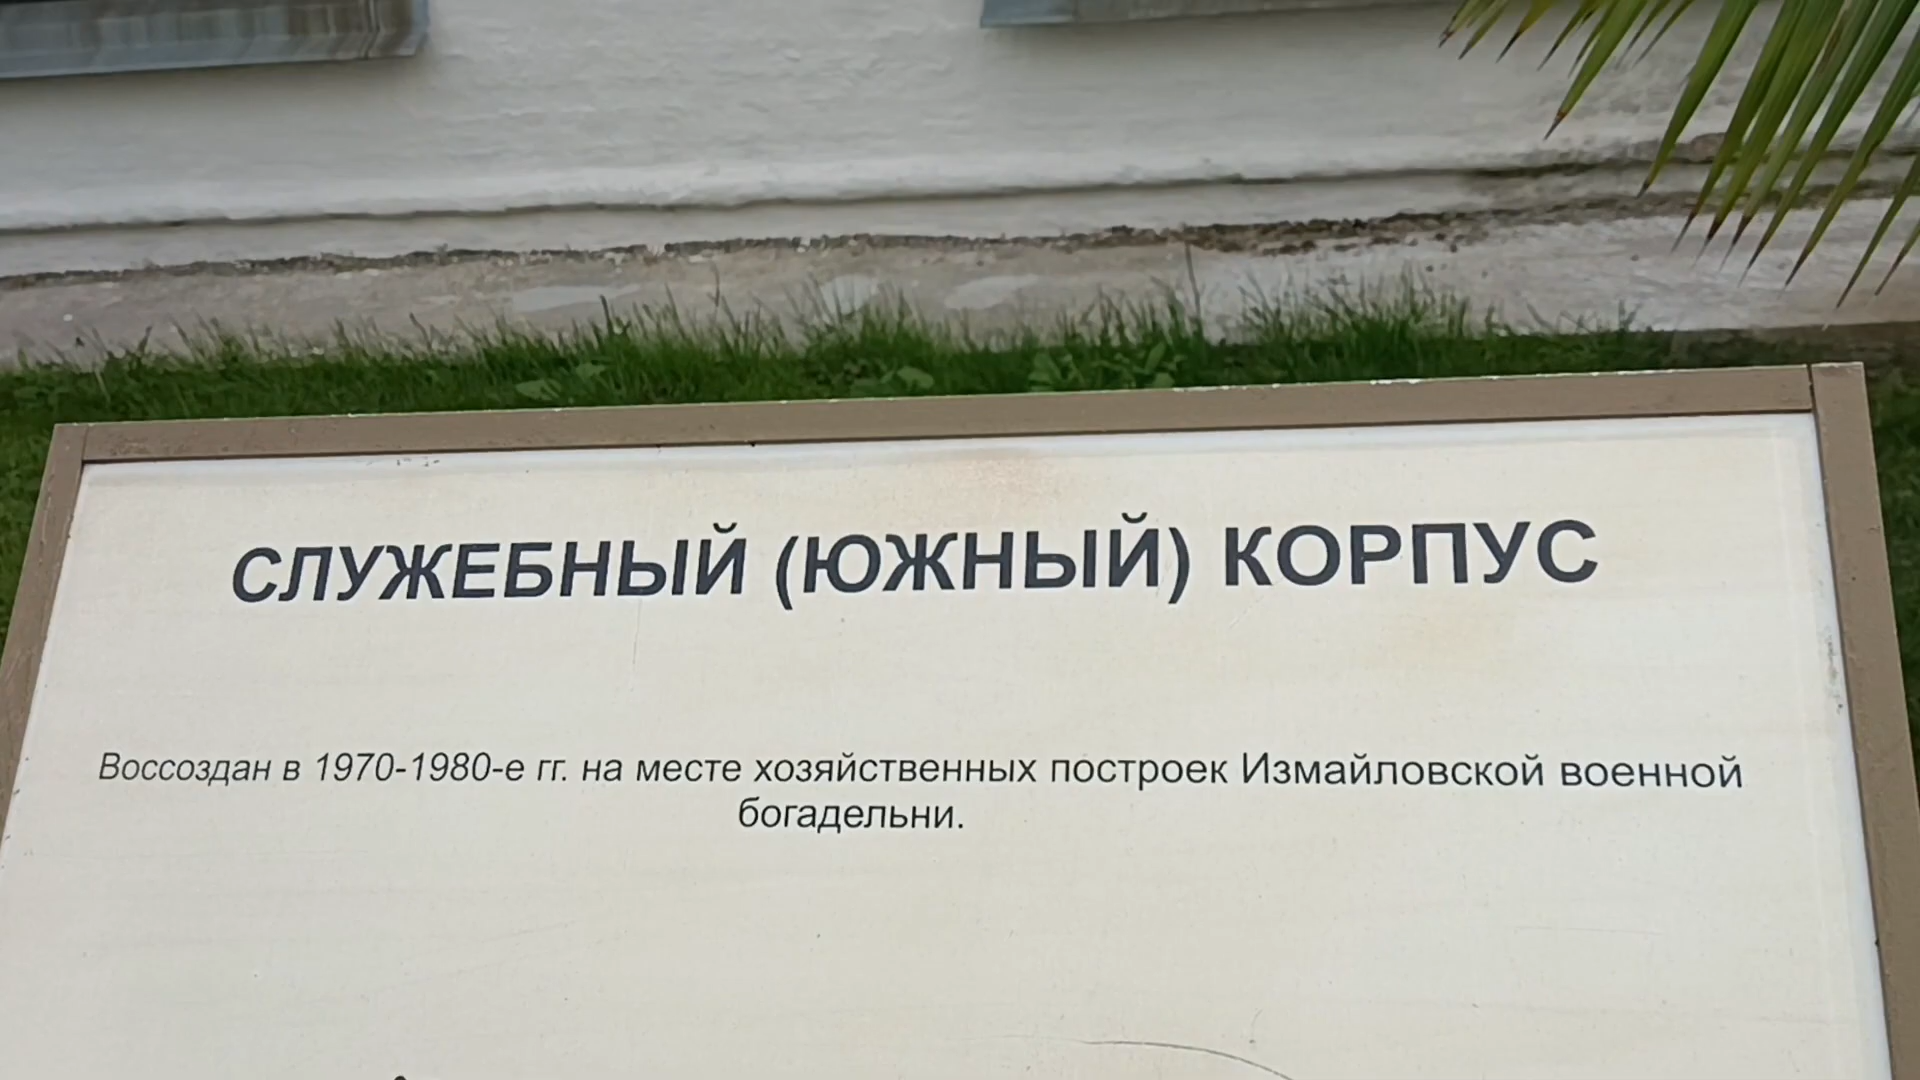 СЛУЖЕБНЫЙ (ЮЖНЫЙ) КОРПУС
Воссоздан в 1970-1980-е гг. на месте хозяйственных построек Измайловской военной
богадельни.